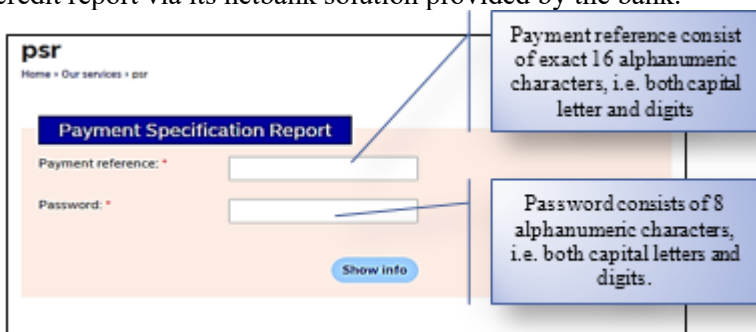 credit report via its netbank solution provided by the bank.
psr
Home › Our services › psr
Payment Specification Report
Payment reference: *
Password: *
Show info
Payment reference consist
of exact 16 alphanumeric
characters, i.e. both capital
letter and digits
Password consists of 8
alphanumeric characters,
i.e. both capital letters and
digits.